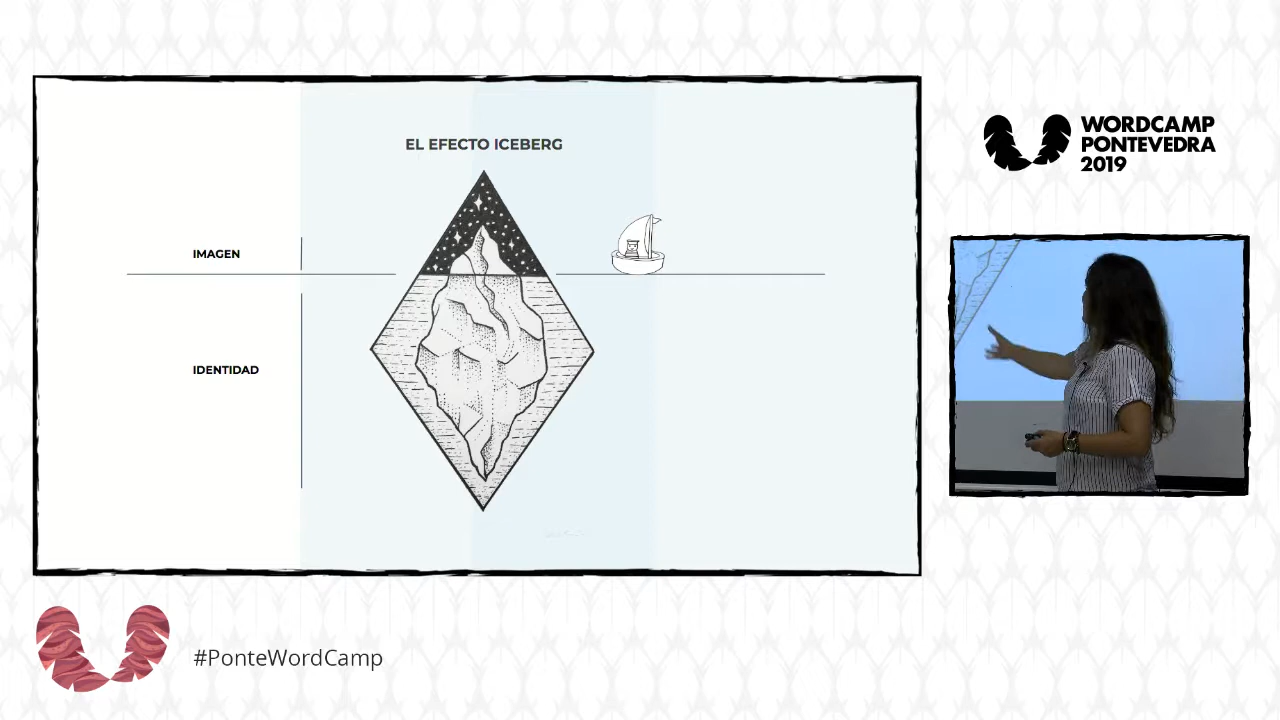 EL EFECTO ICEBERG
IMAGEN
IDENTIDAD
WORDCAMP
PONTEVEDRA
2019
#PonteWordCamp